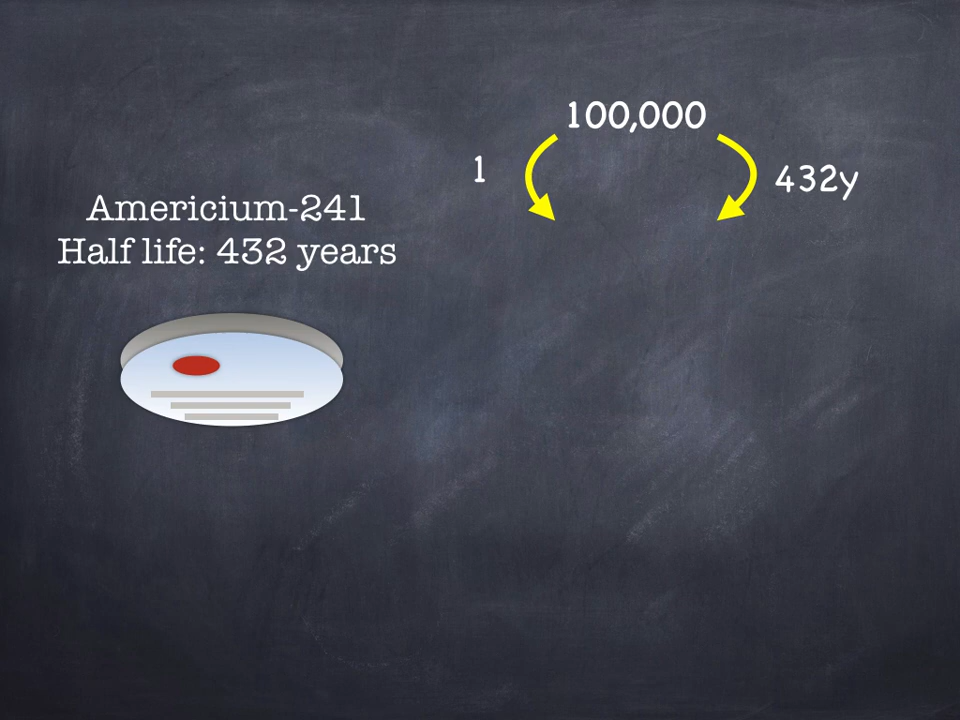 100,000
1
432y
Americium-241
Half life: 432 years